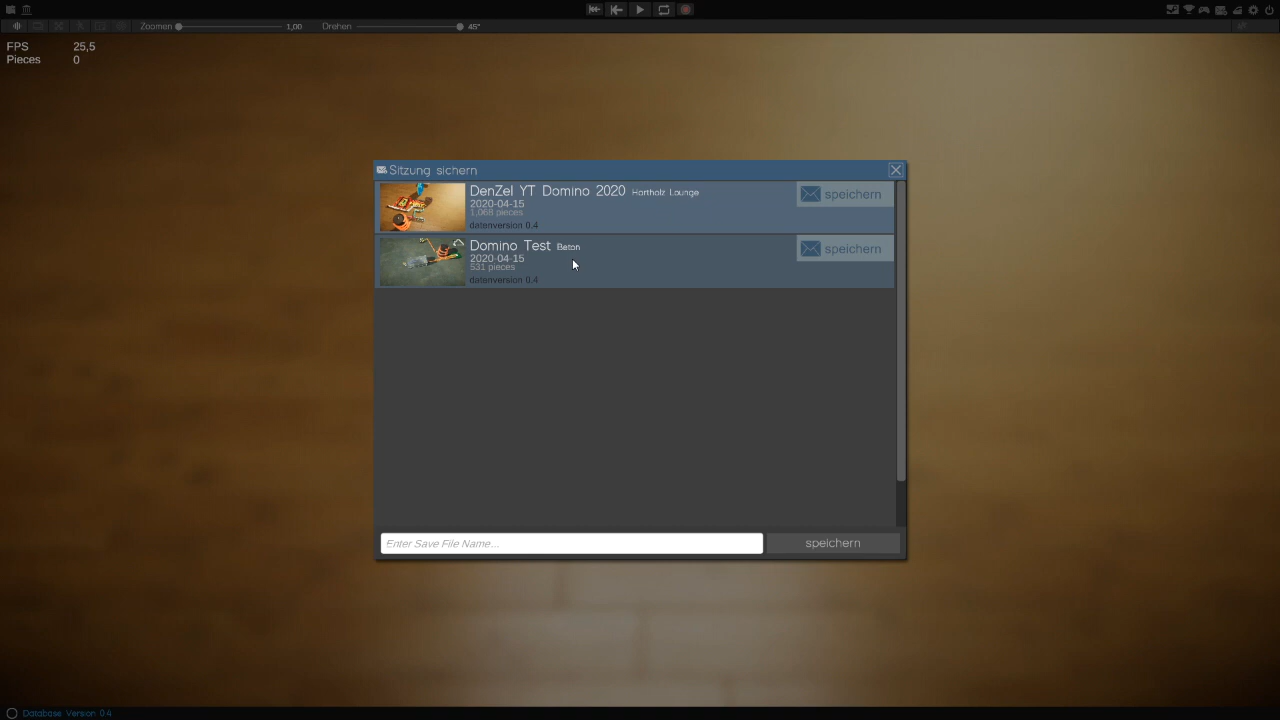 Zoomen 1,00 Drehen 45°
FPS 25,5
Pieces 0
Sitzung sichern
DenZel YT Domino 2020 Hartholz Lounge
speichern
2020-04-15
1,068 pieces
datenversion 0.4
Domino Test Beton
speichern
2020-04-15
531 pieces
datenversion 0.4
Enter Save File Name...
speichern
Database Version 0.4